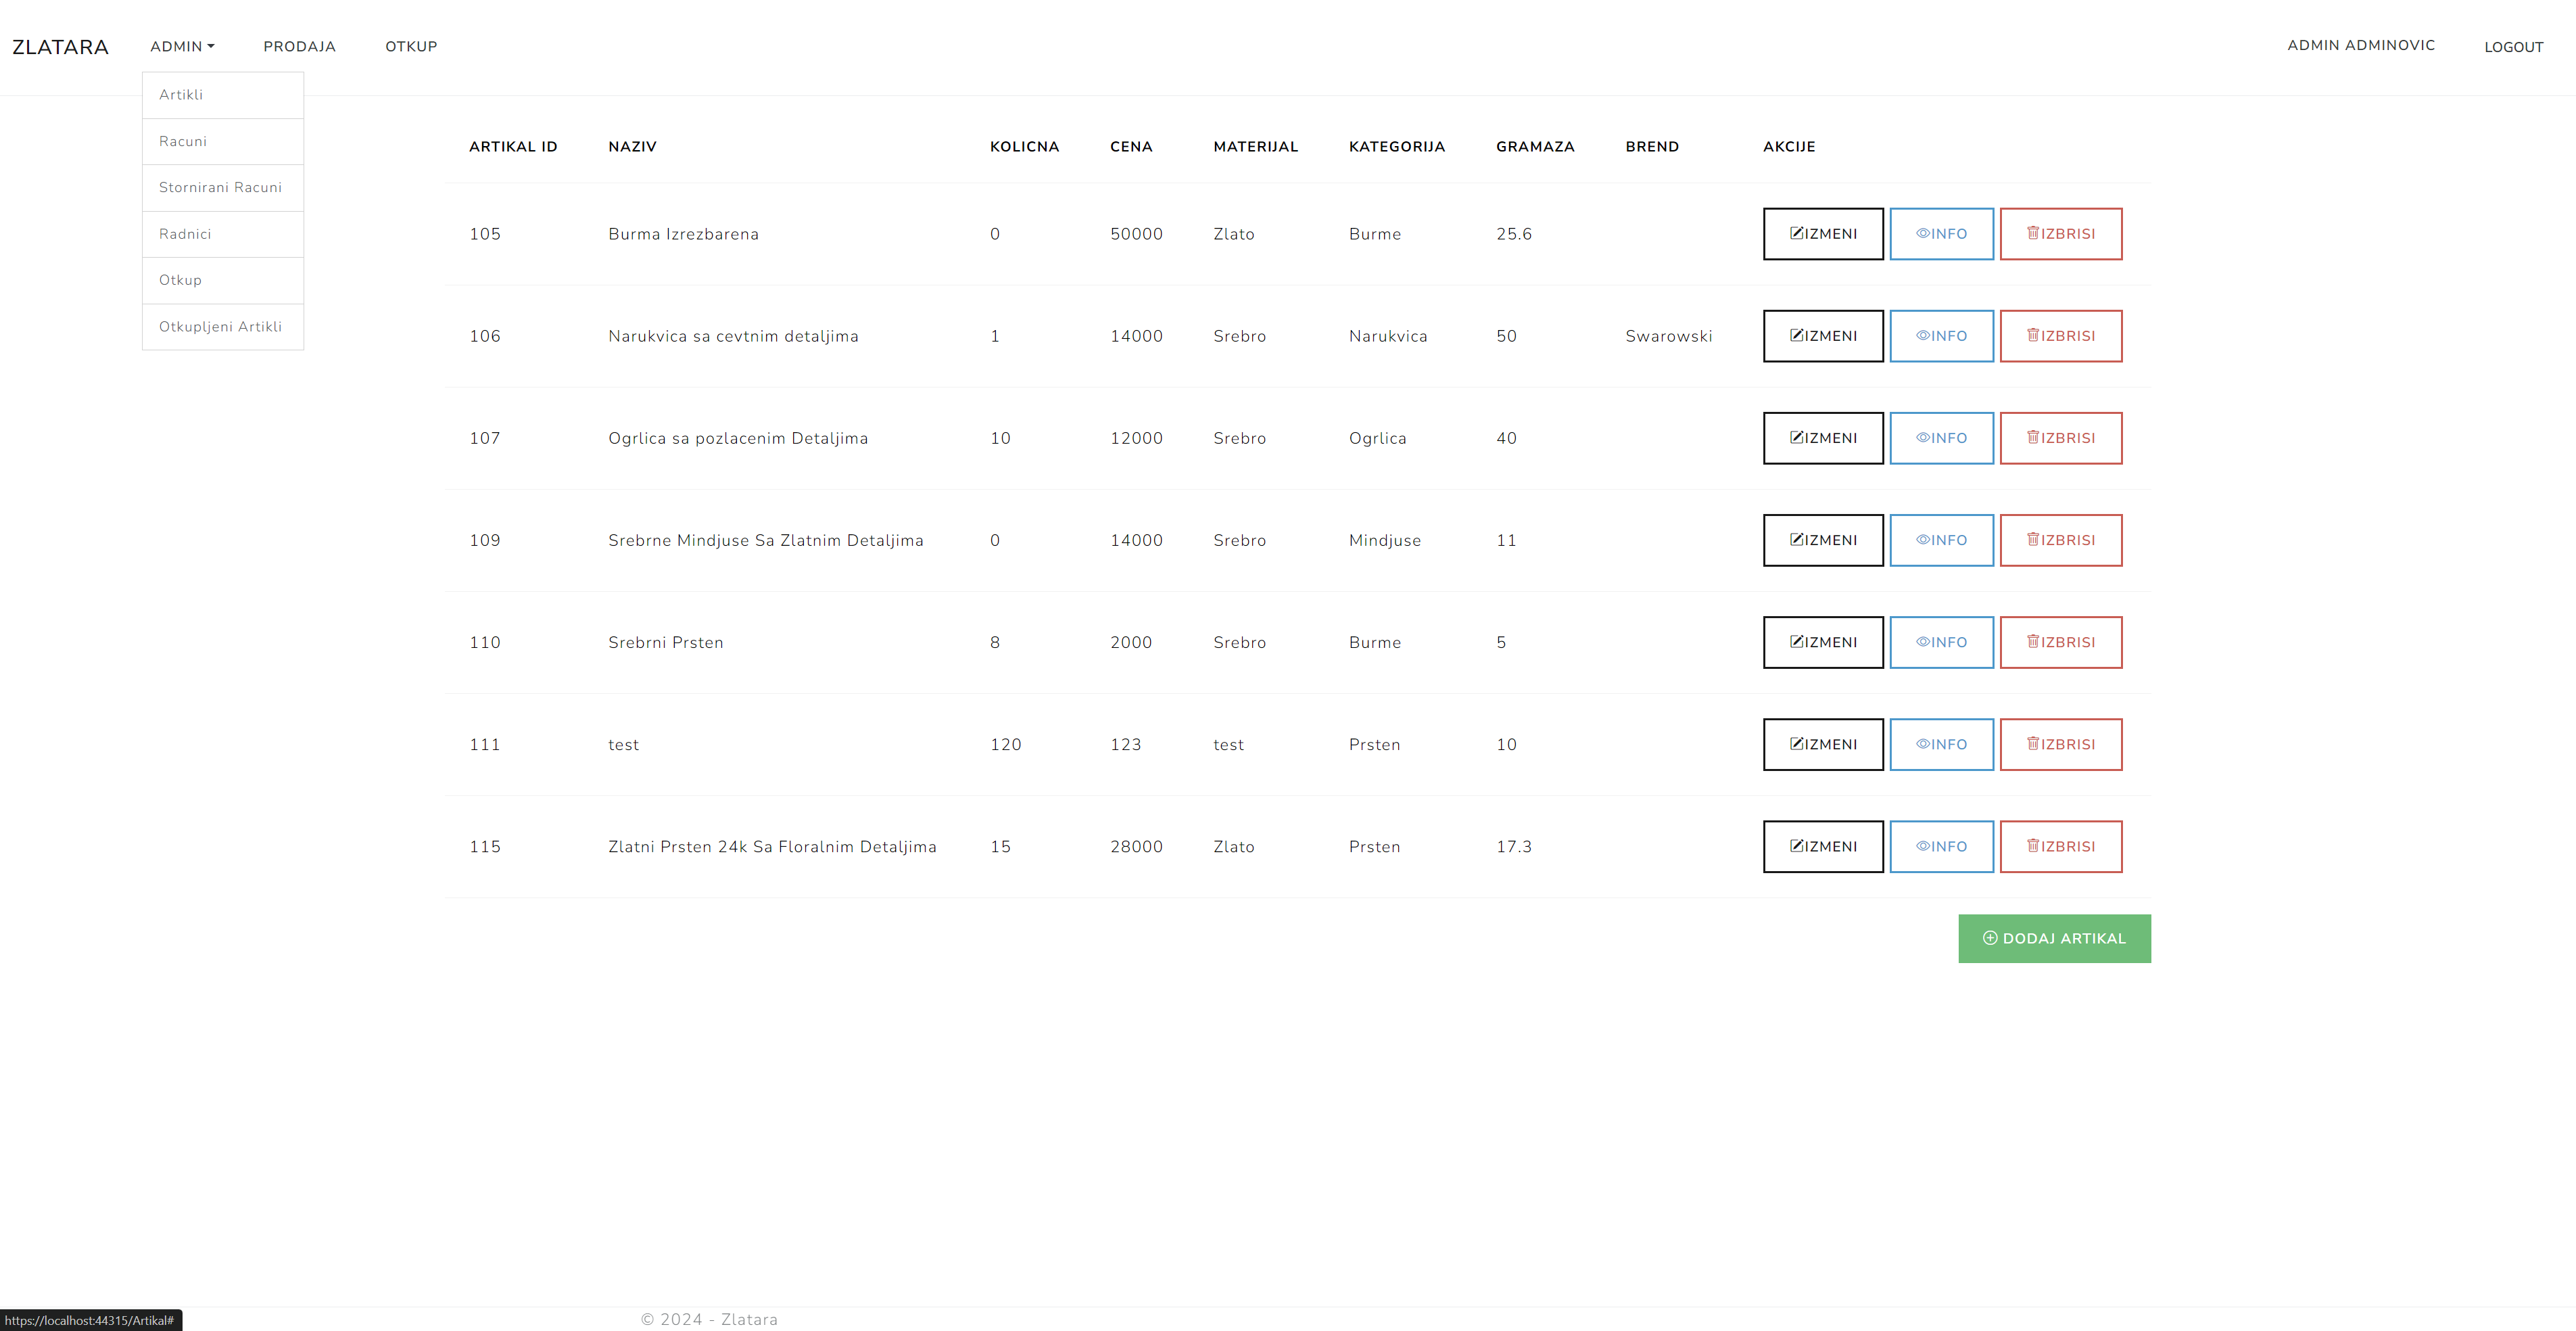 ZLATARA ADMIN PRODAJA OTKUP ADMIN ADMINOVIC LOGOUT
Artikli
Racuni
Stornirani Racuni
Radnici
Otkup
Otkupljeni Artikli
ARTIKAL ID NAZIV KOLICNA CENA MATERIJAL KATEGORIJA GRAMAZA BREND AKCIJE
105 Burma Izrezbarena 0 50000 Zlato Burme 25.6 IZMENI INFO IZBRISI
106 Narukvica sa cevtnim detaljima 1 14000 Srebro Narukvica 50 Swarowski IZMENI INFO IZBRISI
107 Ogrlica sa pozlacenim Detaljima 10 12000 Srebro Ogrlica 40 IZMENI INFO IZBRISI
109 Srebrne Mindjuse Sa Zlatnim Detaljima 0 14000 Srebro Mindjuse 11 IZMENI INFO IZBRISI
110 Srebrni Prsten 8 2000 Srebro Burme 5 IZMENI INFO IZBRISI
111 test 120 123 test Prsten 10 IZMENI INFO IZBRISI
115 Zlatni Prsten 24k Sa Floralnim Detaljima 15 28000 Zlato Prsten 17.3 IZMENI INFO IZBRISI
DODAJ ARTIKAL
© 2024 - Zlatara
https://localhost:44315/Artikal#